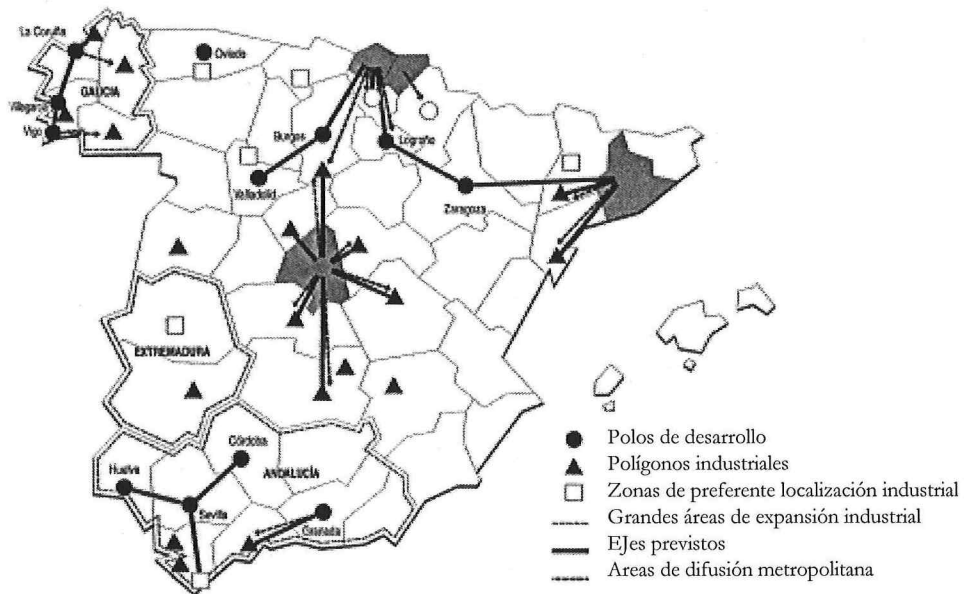 La Coruña
Oviedo
GALICIA
Vigo
Burgos
Logroño
Valladolid
Zaragoza
EXTREMADURA
Córdoba
ANDALUCÍA
Huelva
Sevilla
Granada
Polos de desarrollo
Polígonos industriales
Zonas de preferente localización industrial
Grandes áreas de expansión industrial
EJes previstos
Areas de difusión metropolitana